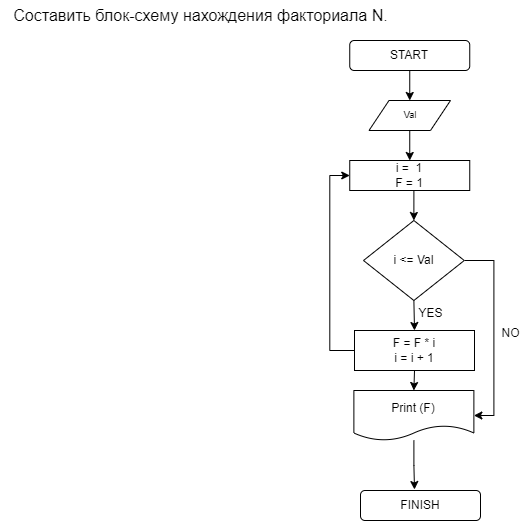 Составить блок-схему нахождения факториала N.
START
Val
i = 1
F = 1
i <= Val
YES
NO
F = F * i
i = i + 1
Print (F)
FINISH